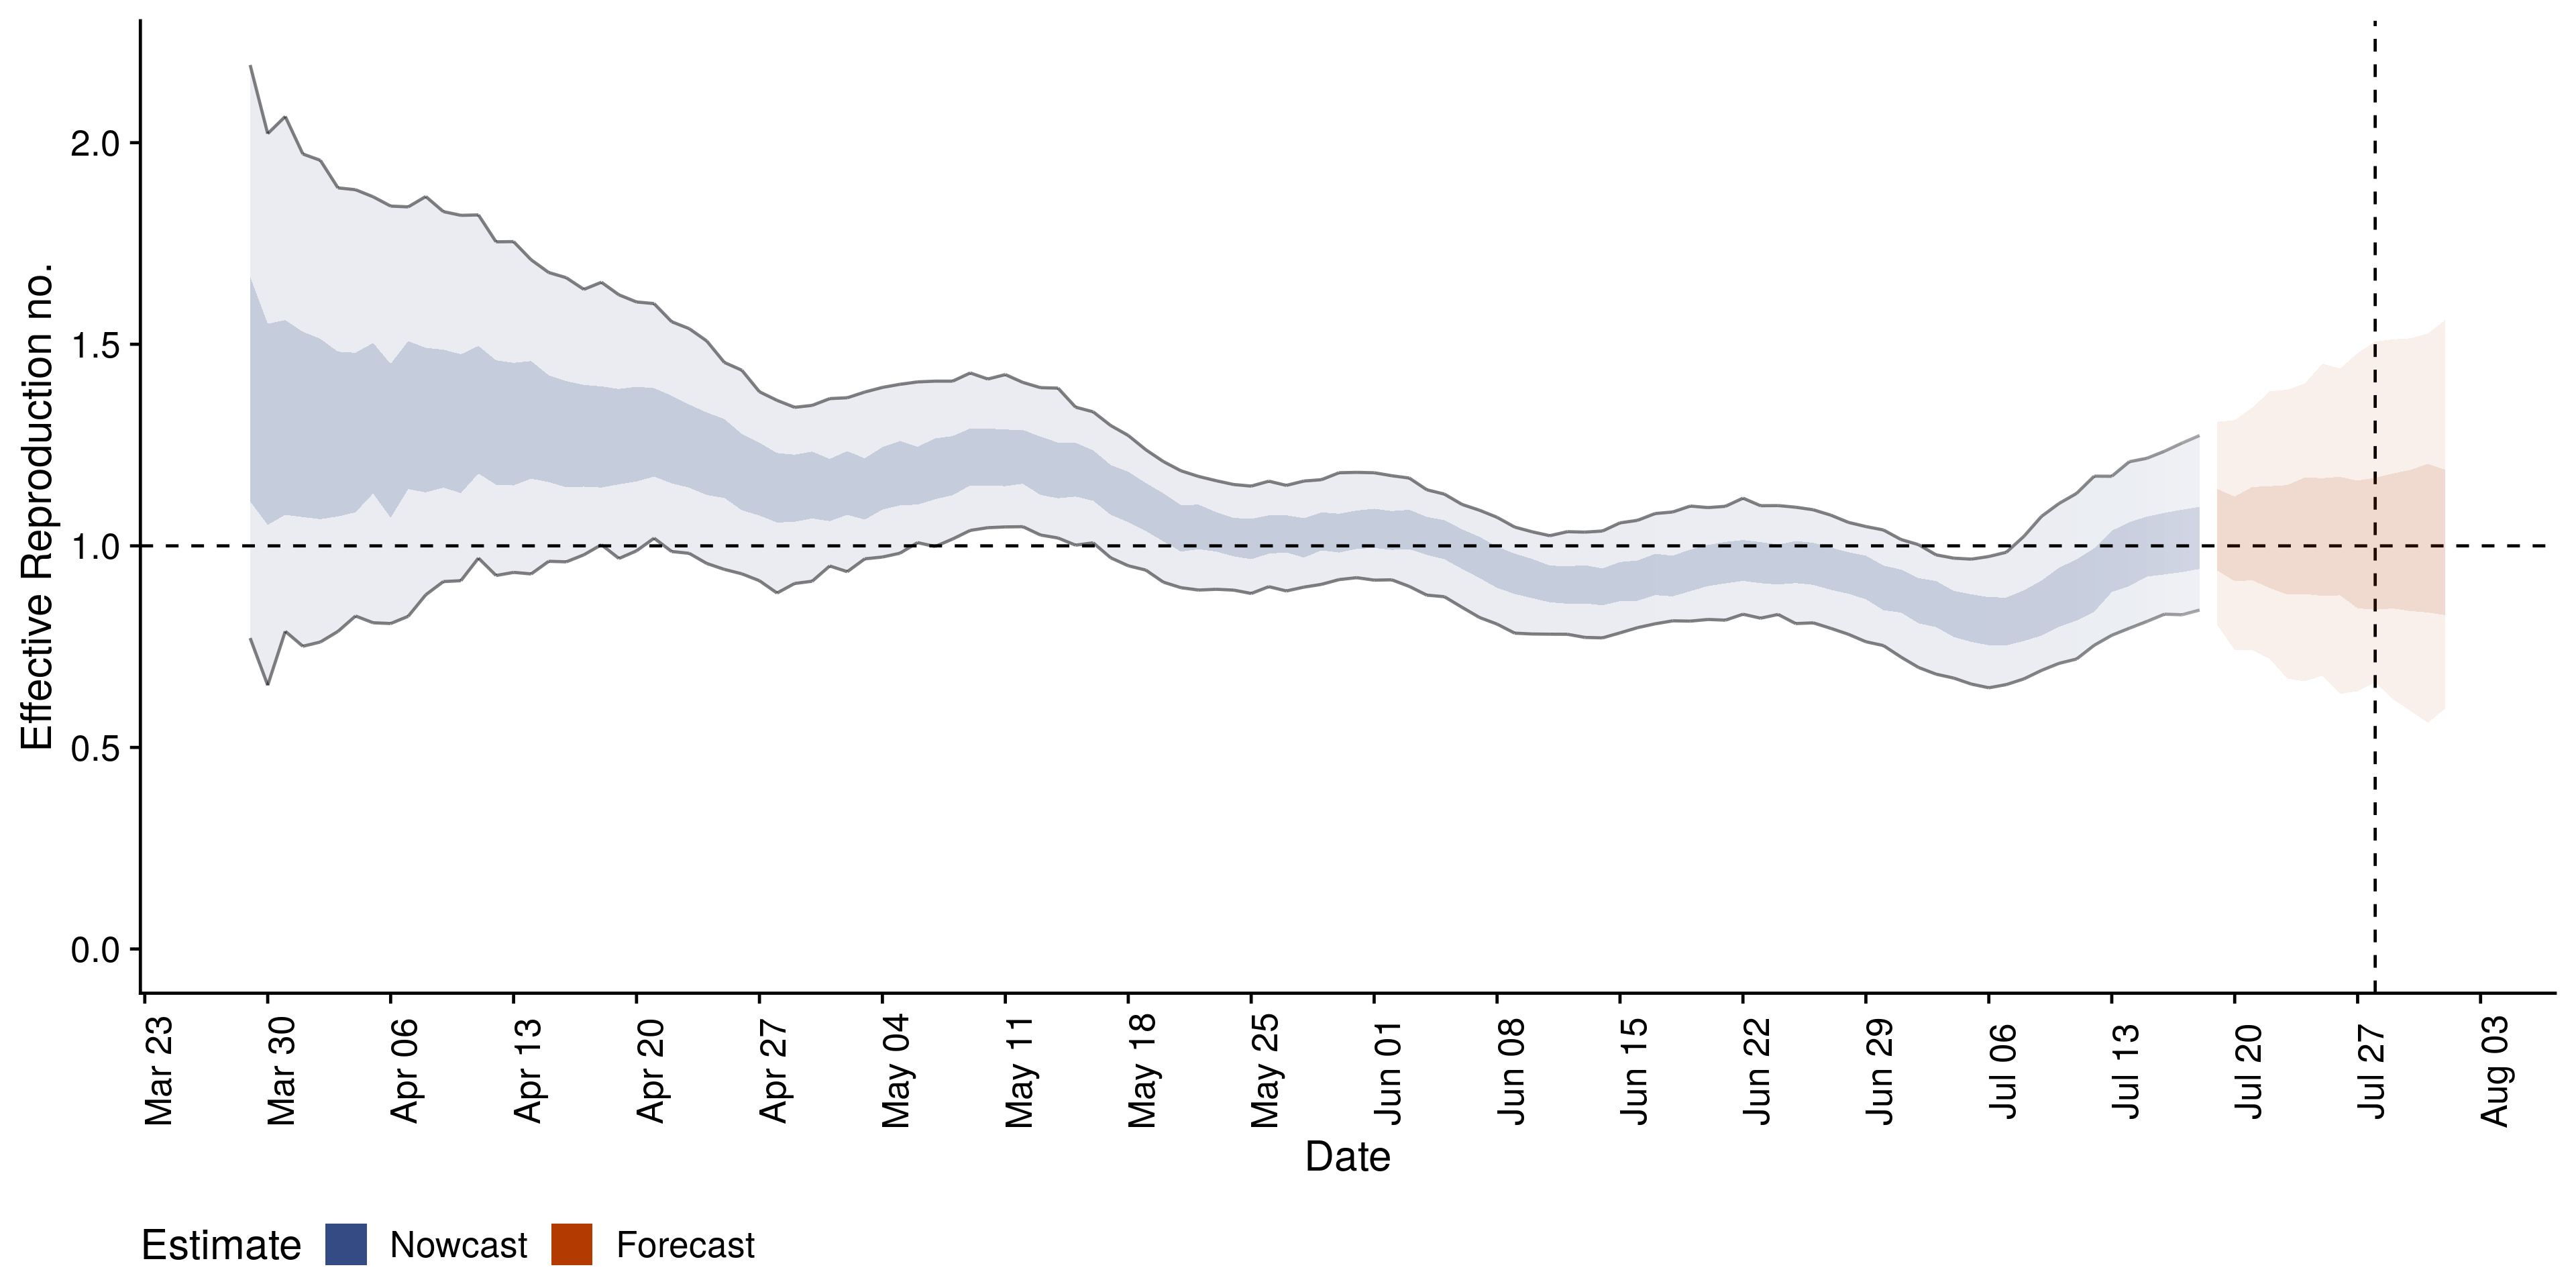 Effective Reproduction no.
2.0
1.5
1.0
0.5
0.0
Mar 23
Mar 30
Apr 06
Apr 13
Apr 20
Apr 27
May 04
May 11
May 18
May 25
Jun 01
Jun 08
Jun 15
Jun 22
Jun 29
Jul 06
Jul 13
Jul 20
Jul 27
Aug 03
Date
Estimate Nowcast Forecast